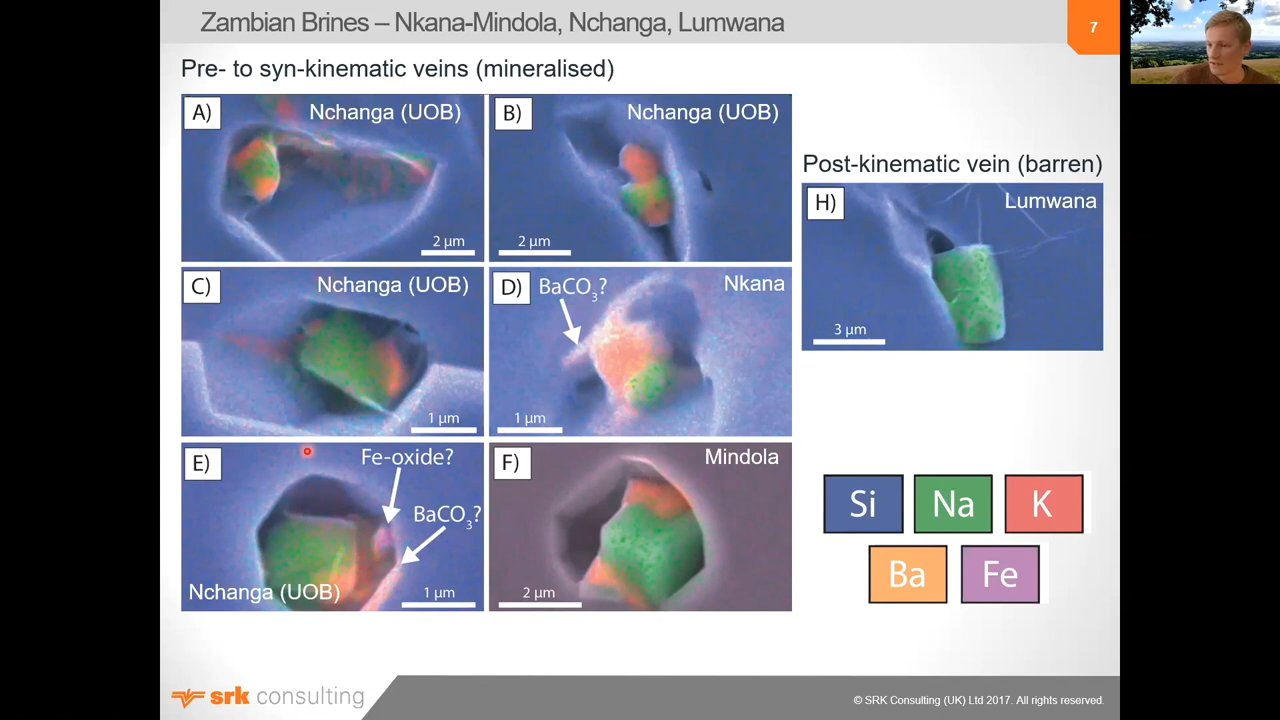 Zambian Brines – Nkana-Mindola, Nchanga, Lumwana
7
Pre- to syn-kinematic veins (mineralised)
A)
Nchanga (UOB)
2 µm
B)
Nchanga (UOB)
2 µm
Post-kinematic vein (barren)
H)
Lumwana
3 µm
C)
Nchanga (UOB)
1 µm
D)
BaCO₃?
Nkana
1 µm
E)
Fe-oxide?
BaCO₃?
Nchanga (UOB)
1 µm
F)
Mindola
2 µm
Si
Na
K
Ba
Fe
srk consulting
© SRK Consulting (UK) Ltd 2017. All rights reserved.